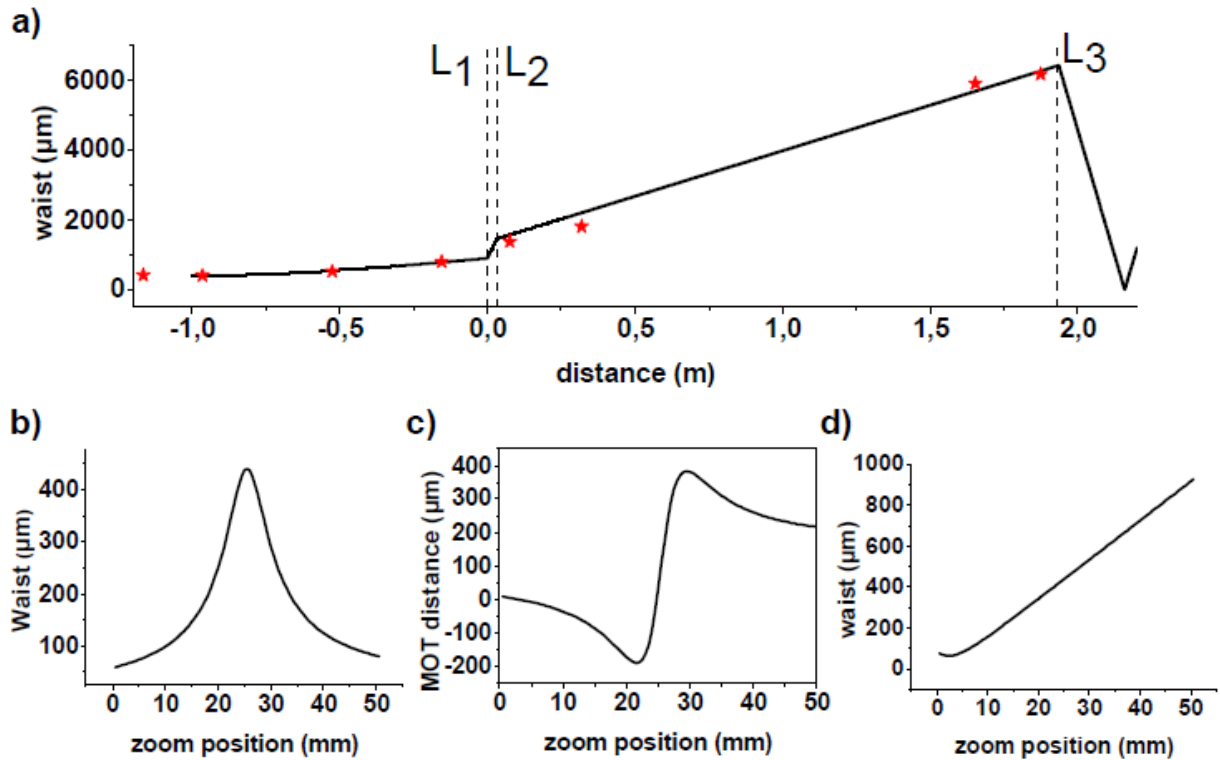 a)
L1 L2 L3
waist (μm)
6000
4000
2000
0
-1,0 -0,5 0,0 0,5 1,0 1,5 2,0
distance (m)
b)
Waist (μm)
400
300
200
100
0 10 20 30 40 50
zoom position (mm)
c)
MOT distance (μm)
400
300
200
100
0
-100
-200
0 10 20 30 40 50
zoom position (mm)
d)
waist (μm)
1000
800
600
400
200
0
0 10 20 30 40 50
zoom position (mm)